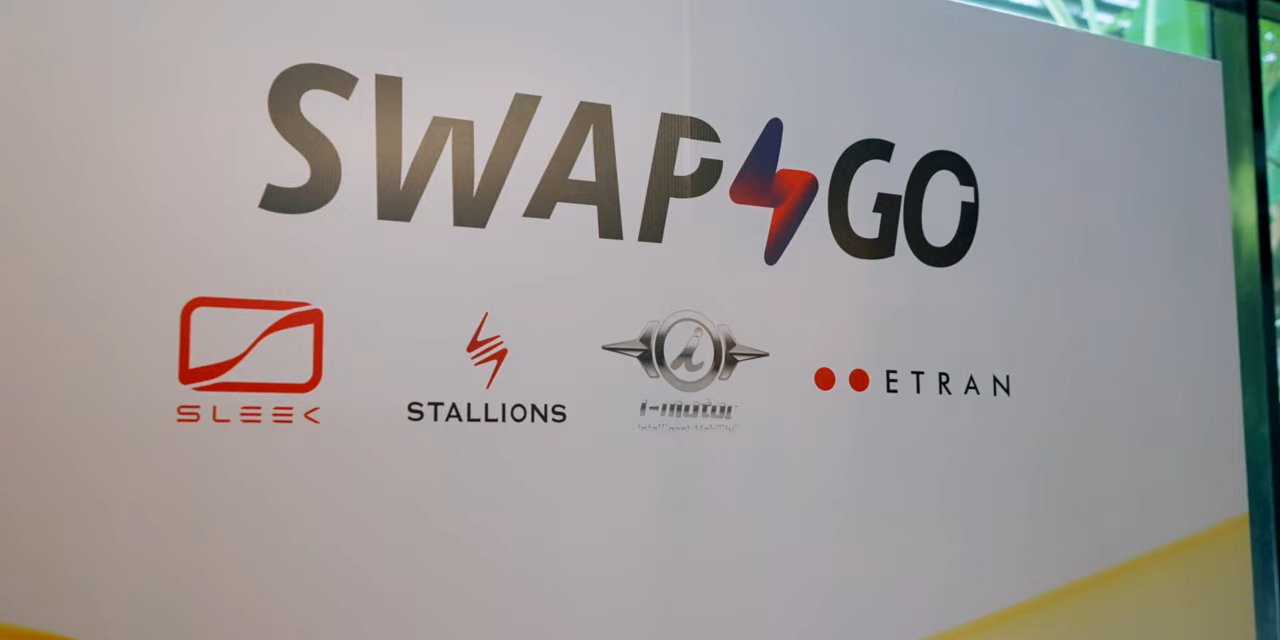 SWAP GO
SLEEK
STALLIONS
i-motor
Intelligent Mobility
ETRAN